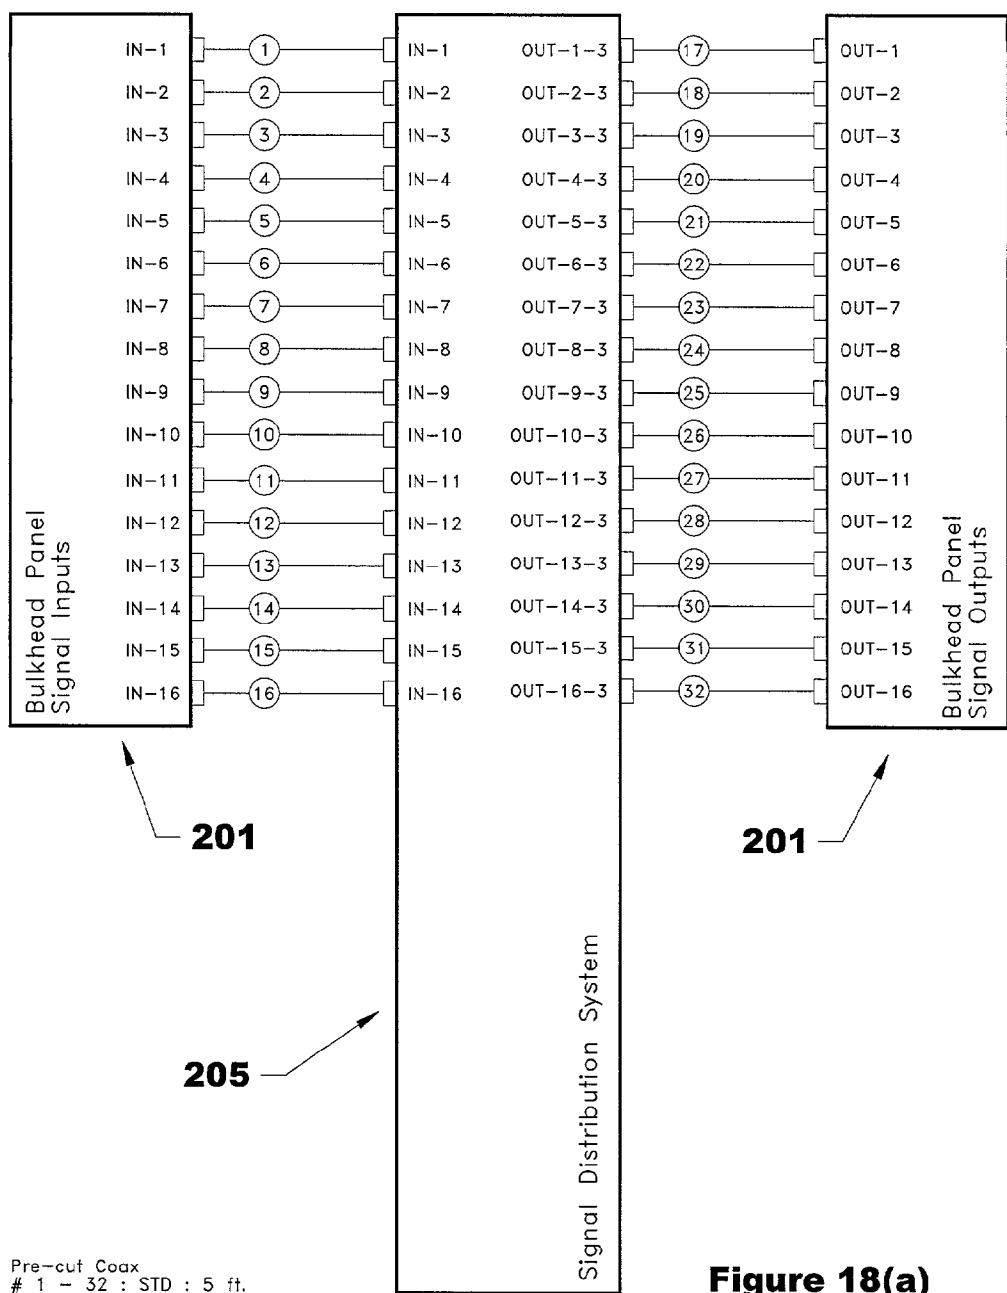 IN-1 1 IN-1 OUT-1-3 17 OUT-1
IN-2 2 IN-2 OUT-2-3 18 OUT-2
IN-3 3 IN-3 OUT-3-3 19 OUT-3
IN-4 4 IN-4 OUT-4-3 20 OUT-4
IN-5 5 IN-5 OUT-5-3 21 OUT-5
IN-6 6 IN-6 OUT-6-3 22 OUT-6
IN-7 7 IN-7 OUT-7-3 23 OUT-7
IN-8 8 IN-8 OUT-8-3 24 OUT-8
IN-9 9 IN-9 OUT-9-3 25 OUT-9
IN-10 10 IN-10 OUT-10-3 26 OUT-10
IN-11 11 IN-11 OUT-11-3 27 OUT-11
IN-12 12 IN-12 OUT-12-3 28 OUT-12
IN-13 13 IN-13 OUT-13-3 29 OUT-13
IN-14 14 IN-14 OUT-14-3 30 OUT-14
IN-15 15 IN-15 OUT-15-3 31 OUT-15
IN-16 16 IN-16 OUT-16-3 32 OUT-16
Bulkhead Panel
Signal Inputs
Bulkhead Panel
Signal Outputs
201
201
205
Signal Distribution System
Pre-cut Coax
# 1 - 32 : STD : 5 ft.
Figure 18(a)